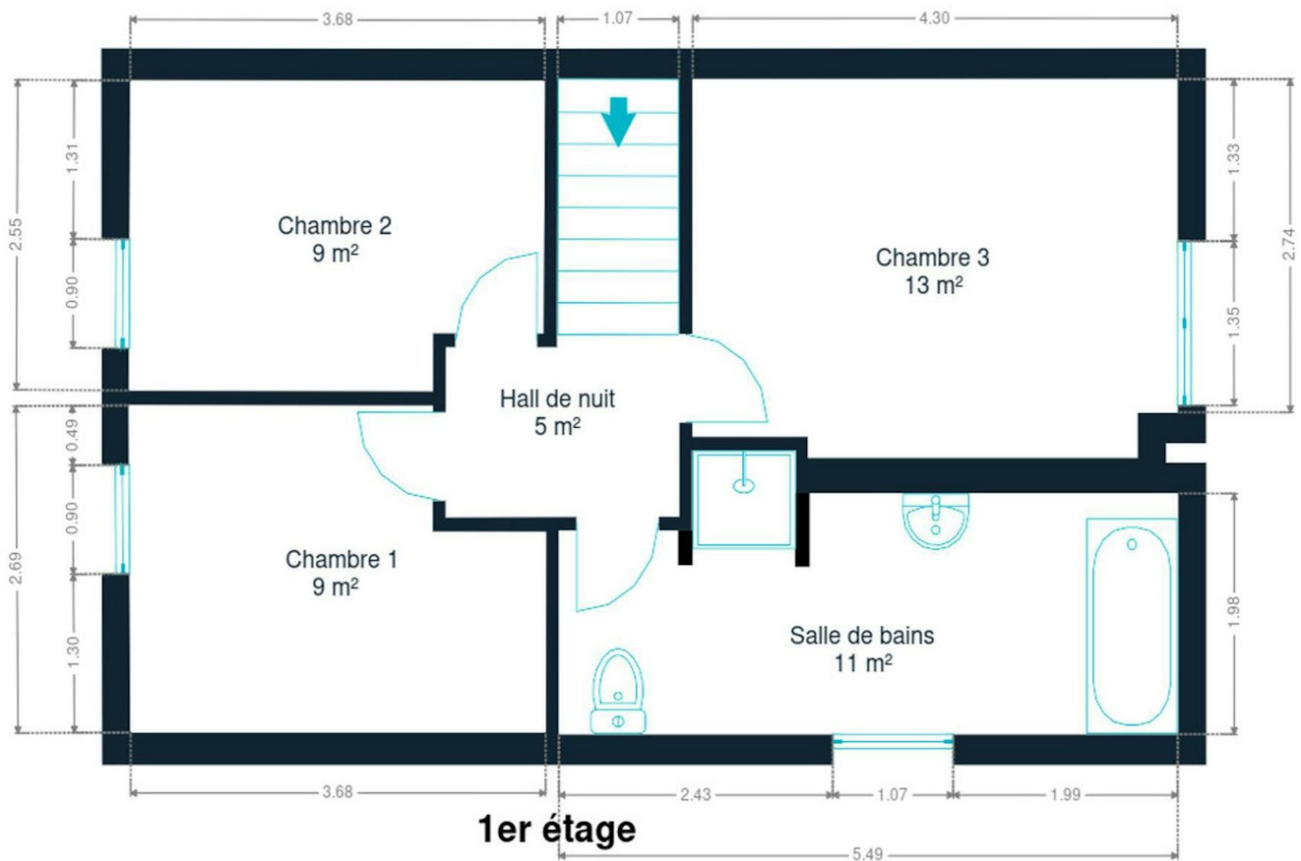 3.68
1.07
4.30
1.31
1.33
2.55
Chambre 2
9 m²
Chambre 3
13 m²
2.74
0.90
1.35
Hall de nuit
5 m²
0.49
0.90
2.69
Chambre 1
9 m²
1.98
Salle de bains
11 m²
1.30
3.68
2.43
1.07
1.99
1er étage
5.49